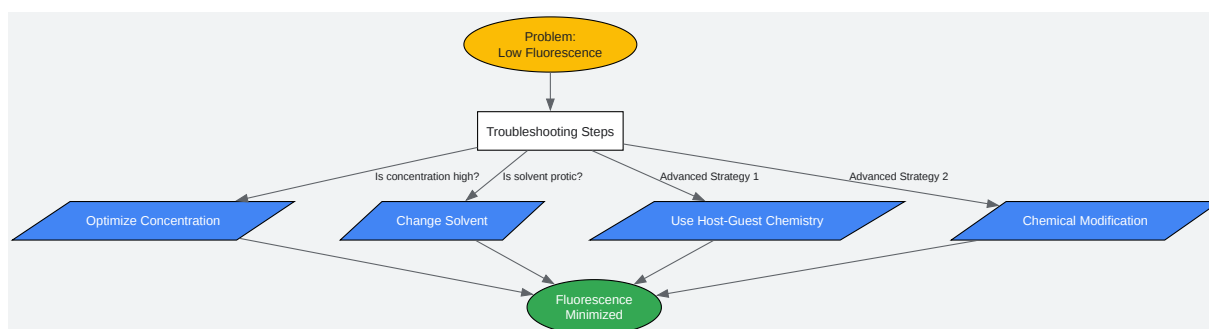 Problem:
Low Fluorescence
Troubleshooting Steps
Is concentration high?
Is solvent protic?
Advanced Strategy 1
Advanced Strategy 2
Optimize Concentration
Change Solvent
Use Host-Guest Chemistry
Chemical Modification
Fluorescence
Minimized